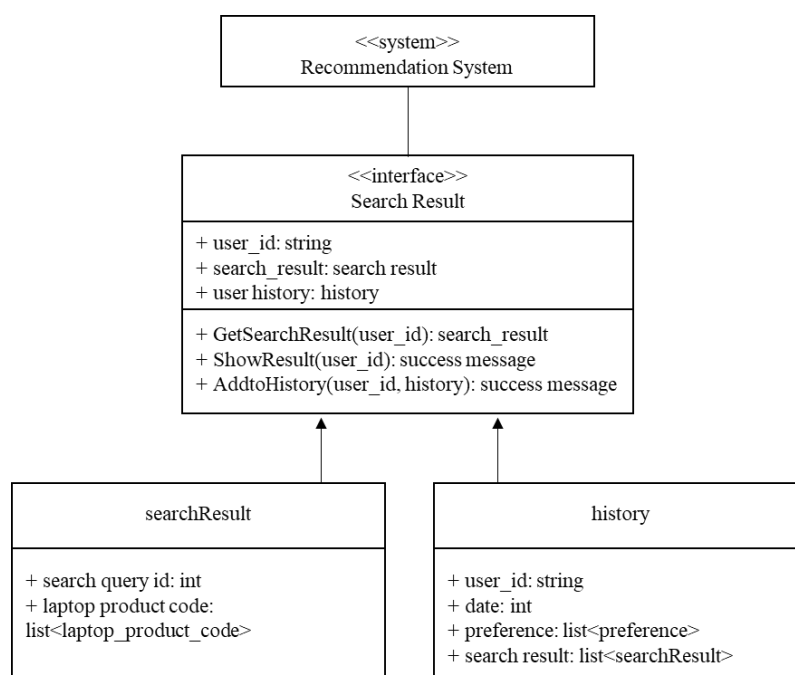 <<system>>
Recommendation System
<<interface>>
Search Result
+ user_id: string
+ search_result: search result
+ user history: history
+ GetSearchResult(user_id): search_result
+ ShowResult(user_id): success message
+ AddtoHistory(user_id, history): success message
searchResult
+ search query id: int
+ laptop product code:
list<laptop_product_code>
history
+ user_id: string
+ date: int
+ preference: list<preference>
+ search result: list<searchResult>